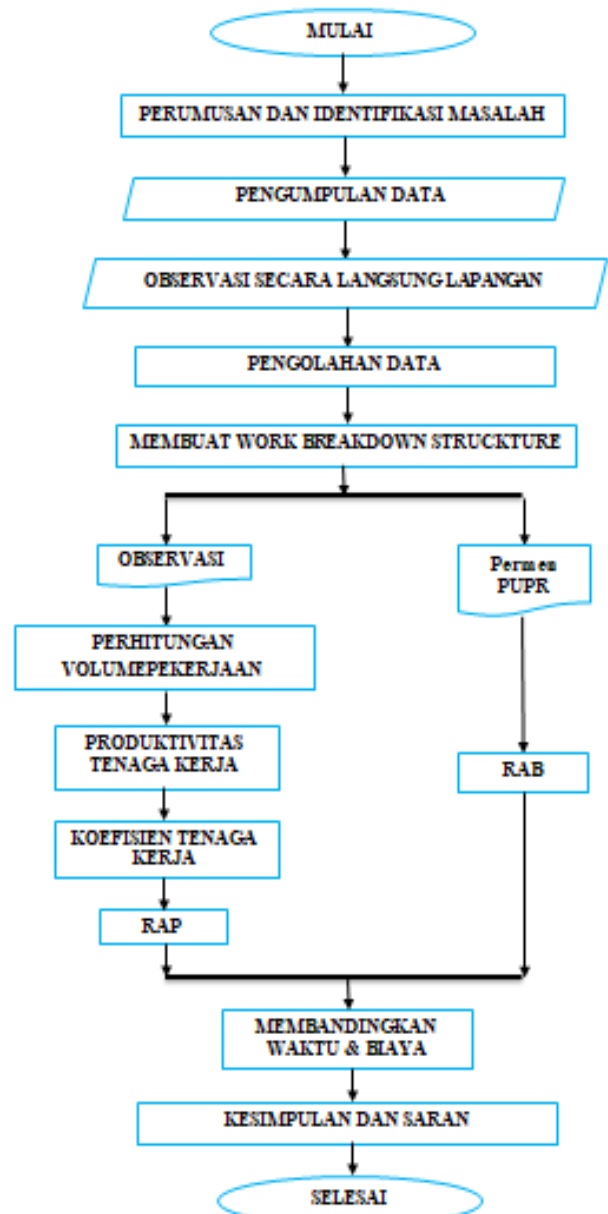 MULAI
PERUMUSAN DAN IDENTIFIKASI MASALAH
PENGUMPULAN DATA
OBSERVASI SECARA LANGSUNG LAPANGAN
PENGOLAHAN DATA
MEMBUAT WORK BREAKDOWN STRUCKTURE
OBSERVASI
PERHITUNGAN
VOLUMEPEKERJAAN
PRODUKTIVITAS
TENAGA KERJA
KOEFISIEN TENAGA
KERJA
RAP
Permen
PUPR
RAB
MEMBANDINGKAN
WAKTU & BIAYA
KESIMPULAN DAN SARAN
SELESAI